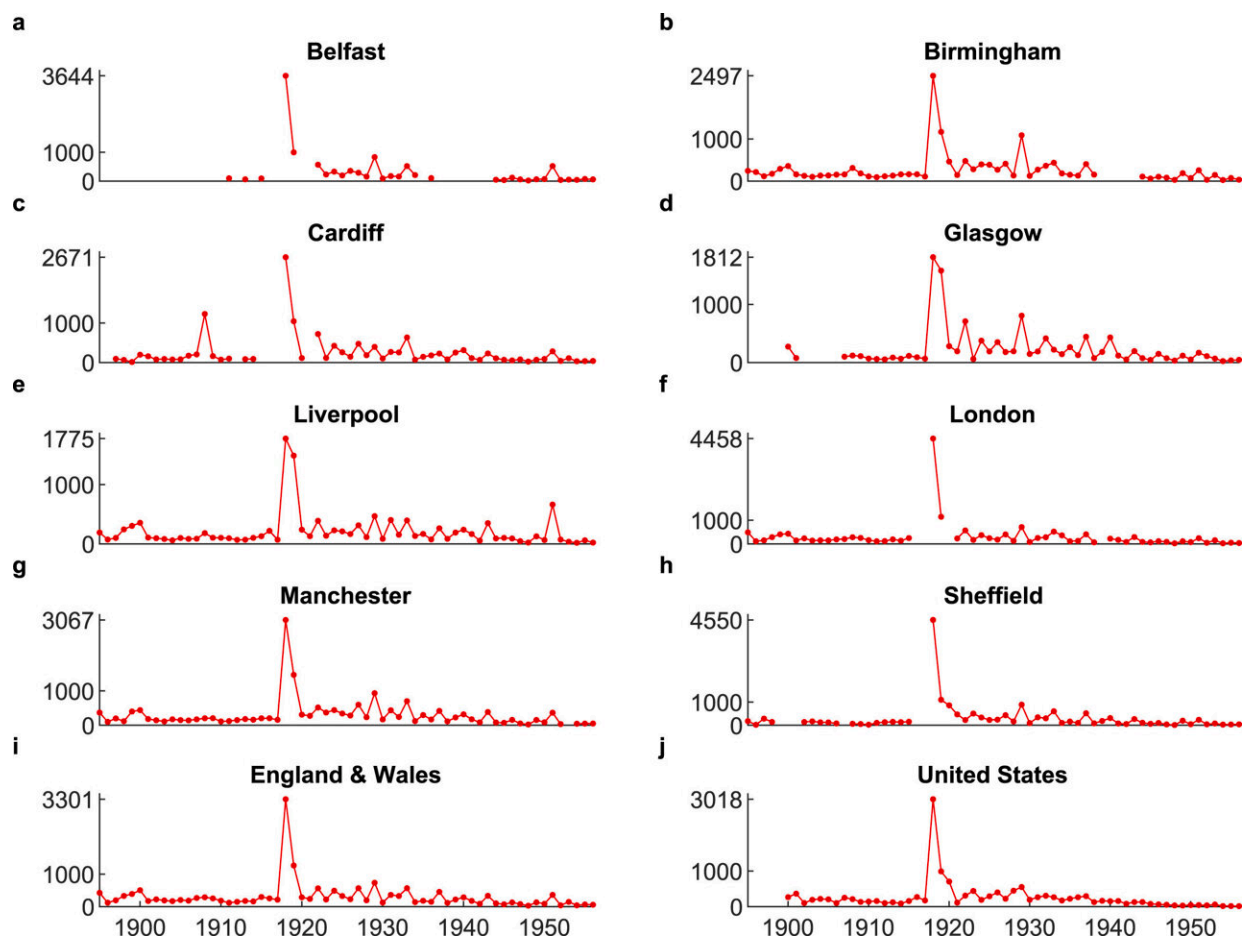 a
Belfast
3644
1000
0
b
Birmingham
2497
1000
0
c
Cardiff
2671
1000
0
d
Glasgow
1812
1000
0
e
Liverpool
1775
1000
0
f
London
4458
1000
0
g
Manchester
3067
1000
0
h
Sheffield
4550
1000
0
i
England & Wales
3301
1000
0
1900 1910 1920 1930 1940 1950
j
United States
3018
1000
0
1900 1910 1920 1930 1940 1950